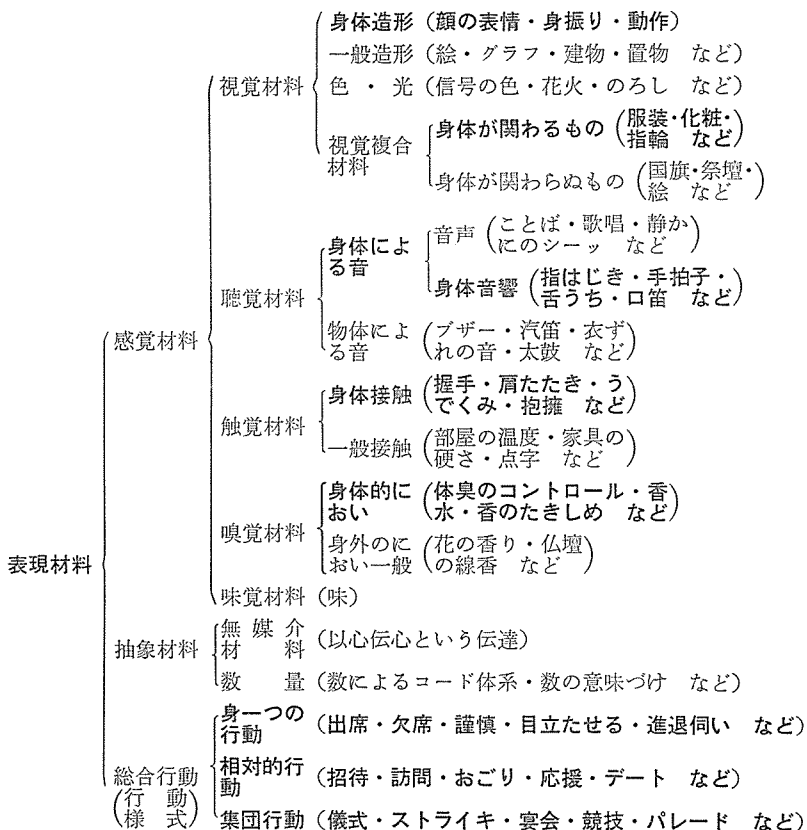 身体造形（顔の表情・身振り・動作）
一般造形（絵・グラフ・建物・置物　など）
視覚材料
色・光（信号の色・花火・のろし　など）
視覚複合
材料
身体が関わるもの（服装・化粧・
指輪　など）
身体が関わらぬもの（国旗・祭壇・
絵　など）
聴覚材料
身体によ
る音
音声（ことば・歌唱・静か
にのシーッ　など）
身体音響（指はじき・手拍子・
舌うち・口笛　など）
物体によ
る音
（ブザー・汽笛・衣ず
れの音・太鼓　など）
感覚材料
触覚材料
身体接触（握手・肩たたき・う
でくみ・抱擁　など）
一般接触（部屋の温度・家具の
硬さ・点字　など）
嗅覚材料
身体的に
おい
（体臭のコントロール・香
水・香のたきしめ　など）
身外のに
おい一般
（花の香り・仏壇
の線香　など）
味覚材料（味）
表現材料
抽象材料
無媒介
材料
（以心伝心という伝達）
数量（数によるコード体系・数の意味づけ　など）
総合行動
（行動
様式）
身一つの
行動
（出席・欠席・謹慎・目立たせる・進退伺い　など）
相対的行
動
（招待・訪問・おごり・応援・デート　など）
集団行動（儀式・ストライキ・宴会・競技・パレード　など）